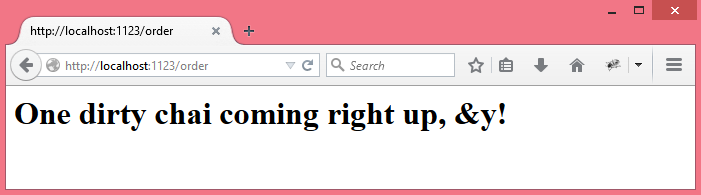 http://localhost:1123/order
http://localhost:1123/order
Search
One dirty chai coming right up, &y!